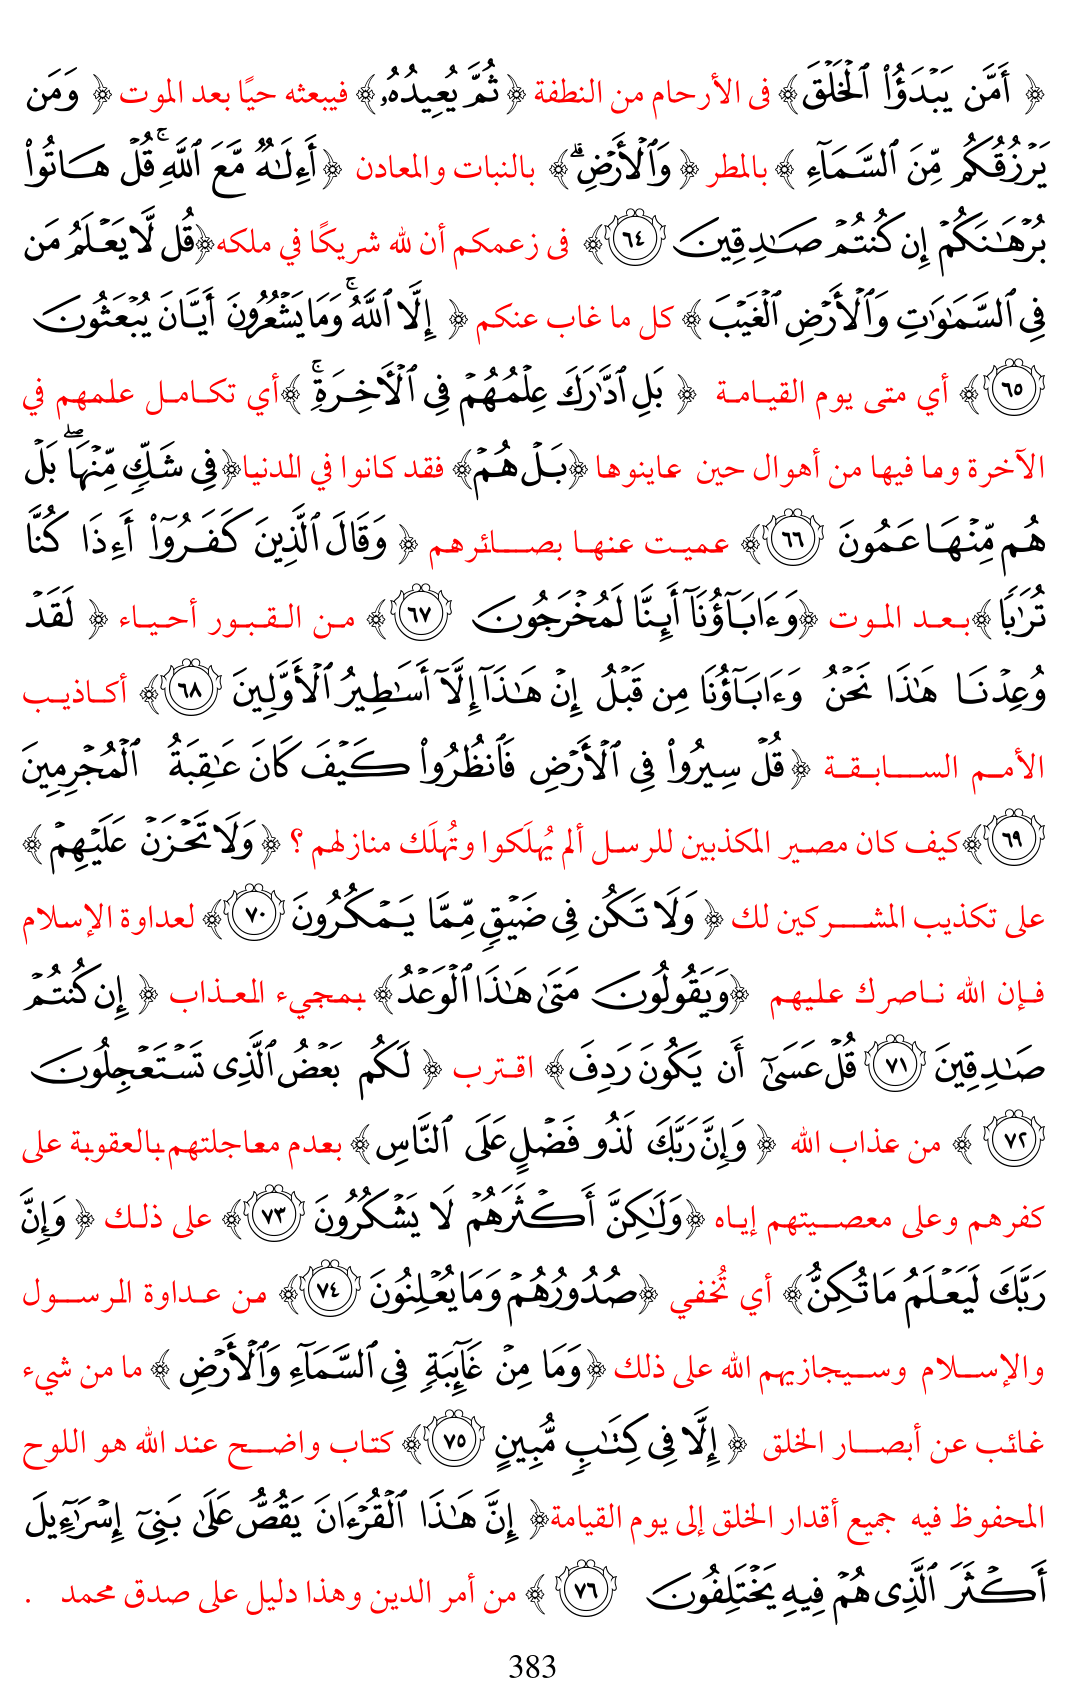 ﴿ أَمَّن يَبْدَؤُا۟ ٱلْخَلْقَ﴾ فى الأرحام من النطفة ﴿ثُمَّ يُعِيدُهُۥ﴾ فيبعثه حيًا بعد الموت ﴿ وَمَن
يَرْزُقُكُم مِّنَ ٱلسَّمَآءِ ﴾ بالمطر ﴿ وَٱلْأَرْضِ ۗ﴾ بالنبات والمعادن ﴿أَءِلَـٰهٌ مَّعَ ٱللَّهِ ۚ قُلْ هَاتُوا۟
بُرْهَـٰنَكُمْ إِن كُنتُمْ صَـٰدِقِينَ ٦٤﴾ فى زعمكم أن لله شريكًا في ملكه﴿قُل لَّا يَعْلَمُ مَن
فِى ٱلسَّمَـٰوَٰتِ وَٱلْأَرْضِ ٱلْغَيْبَ ﴾ كل ما غاب عنكم ﴿ إِلَّا ٱللَّهُ ۚ وَمَا يَشْعُرُونَ أَيَّانَ يُبْعَثُونَ
٦٥﴾ أي متى يوم القيامة ﴿ بَلِ ٱدَّٰرَكَ عِلْمُهُمْ فِى ٱلْـَٔاخِرَةِ ۚ﴾أي تكامل علمهم في
الآخرة وما فيها من أهوال حين عاينوها ﴿بَلْ هُمْ﴾ فقد كانوا في الدنيا﴿فِى شَكٍّ مِّنْهَا ۖ بَلْ
هُم مِّنْهَا عَمُونَ ٦٦﴾ عميت عنها بصائرهم ﴿ وَقَالَ ٱلَّذِينَ كَفَرُوٓا۟ أَءِذَا كُنَّا
تُرَٰبًا ﴾بعد الموت ﴿وَءَابَآؤُنَآ أَئِنَّا لَمُخْرَجُونَ ٦٧﴾ من القبور أحياء ﴿ لَقَدْ
وُعِدْنَا هَـٰذَا نَحْنُ وَءَابَآؤُنَا مِن قَبْلُ إِنْ هَـٰذَآ إِلَّآ أَسَـٰطِيرُ ٱلْأَوَّلِينَ ٦٨﴾ أكاذيب
الأمم السابقة ﴿ قُلْ سِيرُوا۟ فِى ٱلْأَرْضِ فَٱنظُرُوا۟ كَيْفَ كَانَ عَـٰقِبَةُ ٱلْمُجْرِمِينَ
٦٩﴾كيف كان مصير المكذبين للرسل ألم يُهلَكوا وتُهلَك منازلهم ؟ ﴿ وَلَا تَحْزَنْ عَلَيْهِمْ ﴾
على تكذيب المشركين لك ﴿ وَلَا تَكُن فِى ضَيْقٍ مِّمَّا يَمْكُرُونَ ٧٠﴾ لعداوة الإسلام
فإن الله ناصرك عليهم ﴿وَيَقُولُونَ مَتَىٰ هَـٰذَا ٱلْوَعْدُ﴾ بمجيء العذاب ﴿ إِن كُنتُمْ
صَـٰدِقِينَ ٧١ قُلْ عَسَىٰٓ أَن يَكُونَ رَدِفَ﴾ اقترب ﴿ لَكُم بَعْضُ ٱلَّذِى تَسْتَعْجِلُونَ
٧٢ ﴾ من عذاب الله ﴿ وَإِنَّ رَبَّكَ لَذُو فَضْلٍ عَلَى ٱلنَّاسِ﴾ بعدم معاجلتهم بالعقوبة على
كفرهم وعلى معصيتهم إياه ﴿وَلَـٰكِنَّ أَكْثَرَهُمْ لَا يَشْكُرُونَ ٧٣﴾ على ذلك ﴿ وَإِنَّ
رَبَّكَ لَيَعْلَمُ مَا تُكِنُّ﴾ أي تُخفي ﴿صُدُورُهُمْ وَمَا يُعْلِنُونَ ٧٤﴾ من عداوة الرسول
والإسلام وسيجازيهم الله على ذلك ﴿وَمَا مِنْ غَآئِبَةٍ فِى ٱلسَّمَآءِ وَٱلْأَرْضِ ﴾ ما من شيء
غائب عن أبصار الخلق ﴿ إِلَّا فِى كِتَـٰبٍ مُّبِينٍ ٧٥﴾ كتاب واضح عند الله هو اللوح
المحفوظ فيه جميع أقدار الخلق إلى يوم القيامة﴿ إِنَّ هَـٰذَا ٱلْقُرْءَانَ يَقُصُّ عَلَىٰ بَنِىٓ إِسْرَٰٓءِيلَ
أَكْثَرَ ٱلَّذِى هُمْ فِيهِ يَخْتَلِفُونَ ٧٦ ﴾ من أمر الدين وهذا دليل على صدق محمد .
383